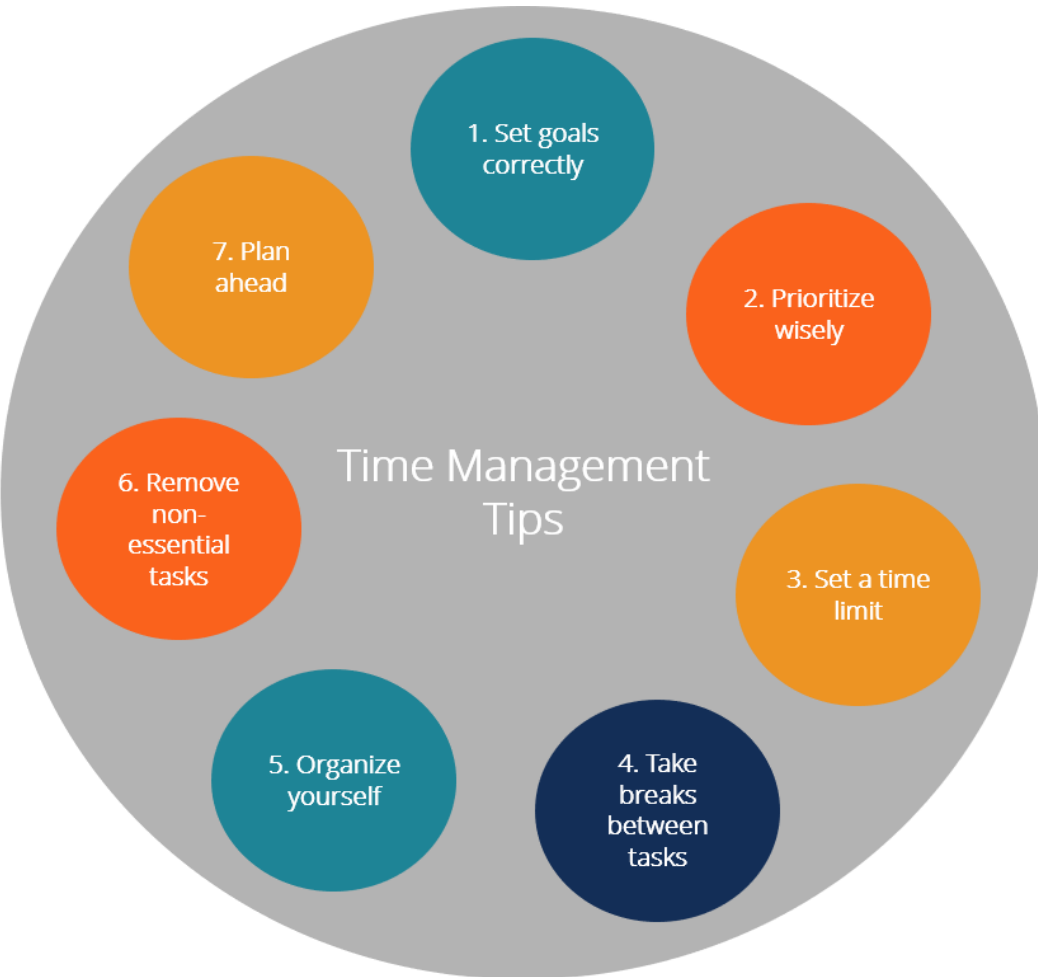 1. Set goals
correctly
2. Prioritize
wisely
3. Set a time
limit
4. Take
breaks
between
tasks
5. Organize
yourself
6. Remove
non-
essential
tasks
7. Plan
ahead
Time Management
Tips